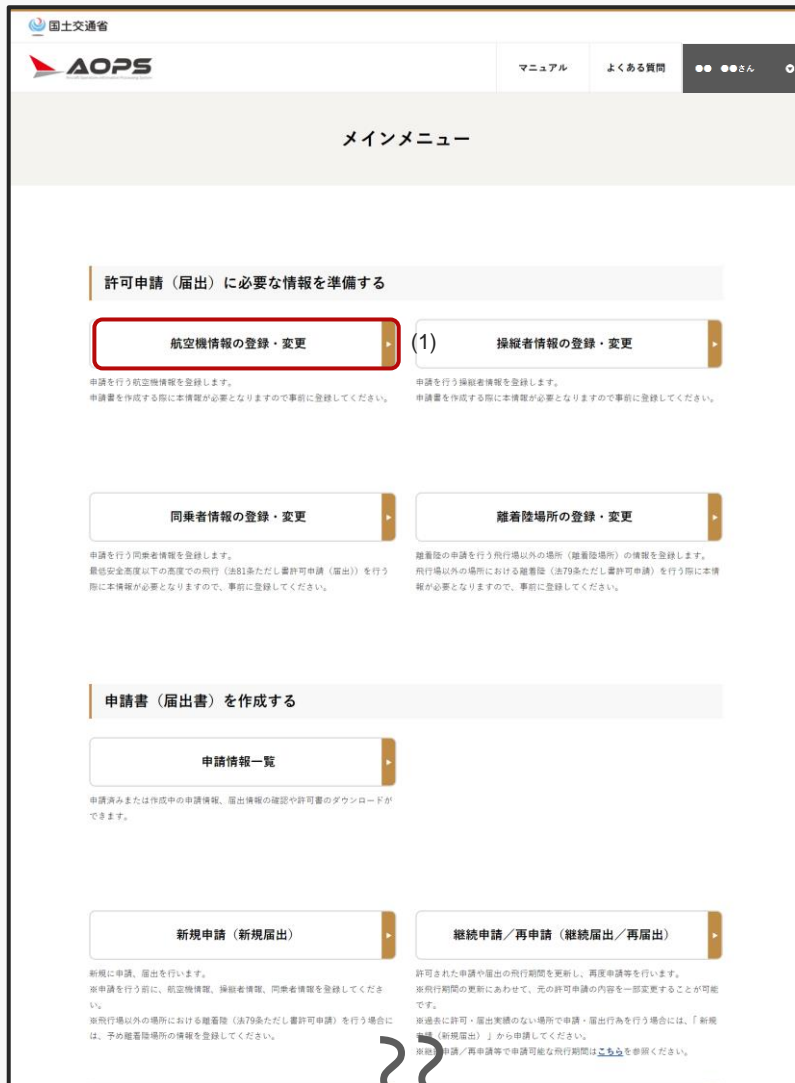 国土交通省
AOPS
マニュアル
よくある質問
●● ●●さん
メインメニュー
許可申請（届出）に必要な情報を準備する
航空機情報の登録・変更
(1)
操縦者情報の登録・変更
申請を行う航空機情報を登録します。
申請書を作成する際に本情報が必要となりますので事前に登録してください。
申請を行う操縦者情報を登録します。
申請書を作成する際に本情報が必要となりますので事前に登録してください。
同乗者情報の登録・変更
離着陸場所の登録・変更
申請を行う同乗者情報を登録します。
最低安全高度以下の高度での飛行（法81条ただし書許可申請（届出））を行う
際に本情報が必要となりますので、事前に登録してください。
離着陸の申請を行う飛行場以外の場所（離着陸場所）の情報を登録します。
飛行場以外の場所における離着陸（法79条ただし書許可申請）を行う際に本情
報が必要となりますので、事前に登録してください。
申請書（届出書）を作成する
申請情報一覧
申請済みまたは作成中の申請情報、届出情報の確認や許可書のダウンロードが
できます。
新規申請（新規届出）
継続申請／再申請（継続届出／再届出）
新規に申請、届出を行います。
※申請を行う前に、航空機情報、操縦者情報、同乗者情報を登録してくださ
い。
※飛行場以外の場所における離着陸（法79条ただし書許可申請）を行う場合に
は、予め離着陸場所の情報を登録してください。
許可された申請や届出の飛行期間を更新し、再度申請等を行います。
※飛行期間の更新にあわせて、元の許可申請の内容を一部変更することが可能
です。
※過去に許可・届出実績のない場所で申請・届出行為を行う場合には、「新規
申請（新規届出）」から申請してください。
※継続申請／再申請等で申請可能な飛行期間はこちらを参照ください。